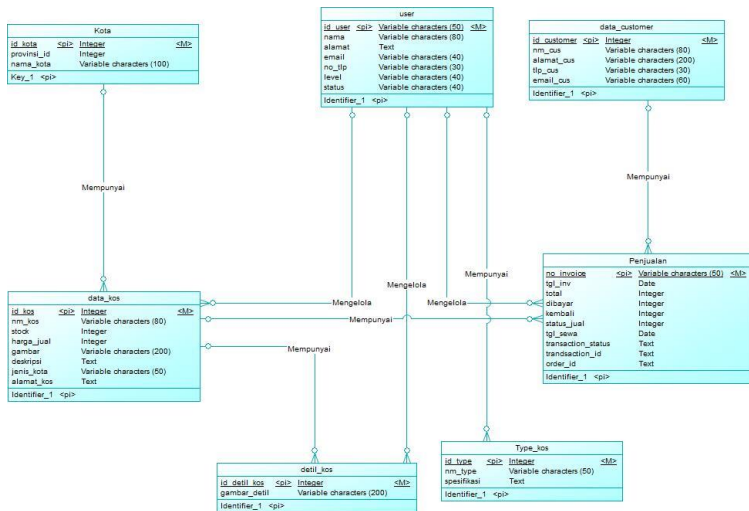 Kota
id_kota <pi> Integer <M>
provinsi_id Integer
nama_kota Variable characters (100)
Key_1 <pi>
user
id_user <pi> Variable characters (50) <M>
nama Variable characters (80)
alamat Text
email Variable characters (40)
no_tlp Variable characters (30)
level Variable characters (40)
status Variable characters (40)
Identifier_1 <pi>
data_customer
id_customer <pi> Integer <M>
nm_cus Variable characters (80)
alamat_cus Variable characters (200)
tlp_cus Variable characters (30)
email_cus Variable characters (60)
Identifier_1 <pi>
Mempunyai
Mempunyai
Mengelola
Mempunyai
Mengelola
Mengelola
Mempunyai
Mempunyai
data_kos
id_kos <pi> Integer <M>
nm_kos Variable characters (80)
stock Integer
harga_jual Integer
gambar Variable characters (200)
deskripsi Text
jenis_kota Variable characters (50)
alamat_kos Text
Identifier_1 <pi>
Penjualan
no_invoice <pi> Variable characters (50) <M>
tgl_inv Date
total Integer
dibayar Integer
kembali Integer
status_jual Integer
tgl_sewa Date
transaction_status Text
trandsaction_id Text
order_id Text
Identifier_1 <pi>
detil_kos
id_detil_kos <pi> Integer <M>
gambar_detil Variable characters (200)
Identifier_1 <pi>
Type_kos
id_type <pi> Integer <M>
nm_type Variable characters (50)
spesifikasi Text
Identifier_1 <pi>